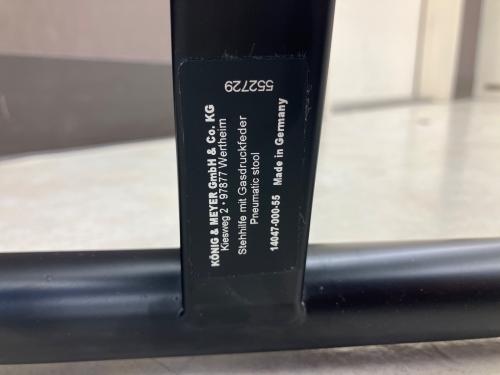 KÖNIG & MEYER GmbH & Co. KG
Kiesweg 2 • 97877 Wertheim
Stehhilfe mit Gasdruckfeder
Pneumatic stool
14047-000-55 Made in Germany
552729